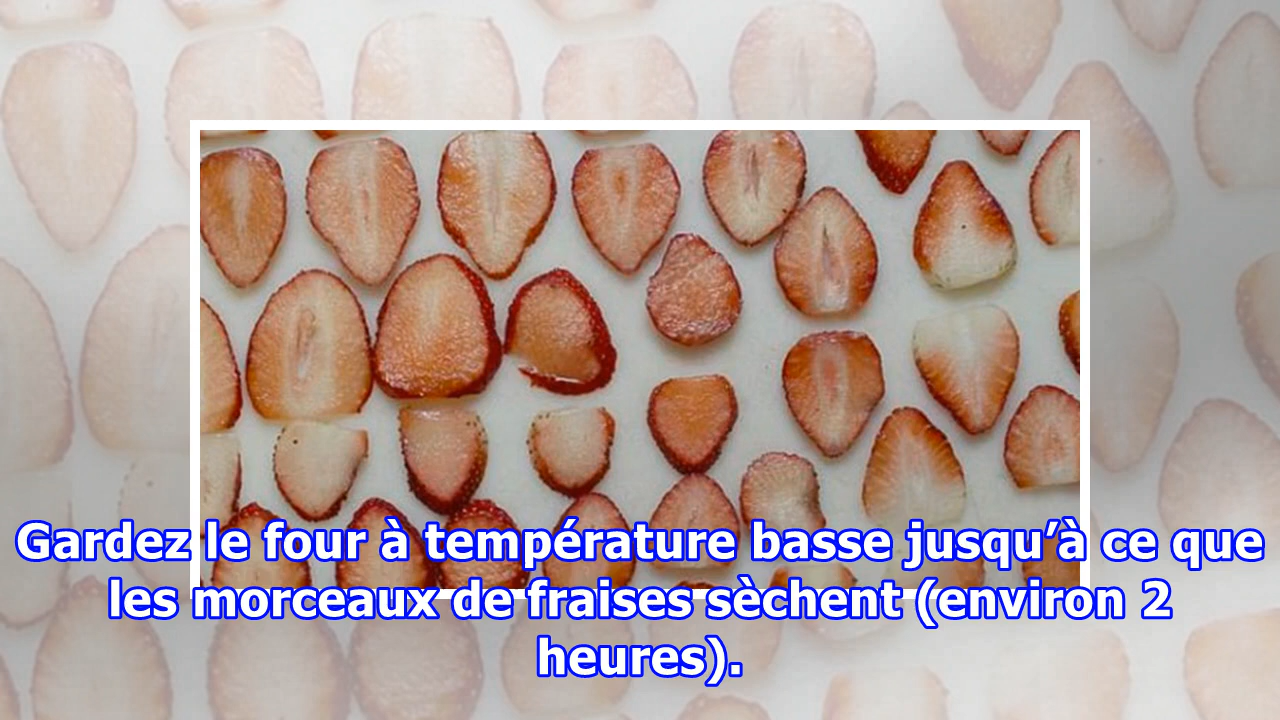 Gardez le four à température basse jusqu’à ce que
les morceaux de fraises sèchent (environ 2
heures).